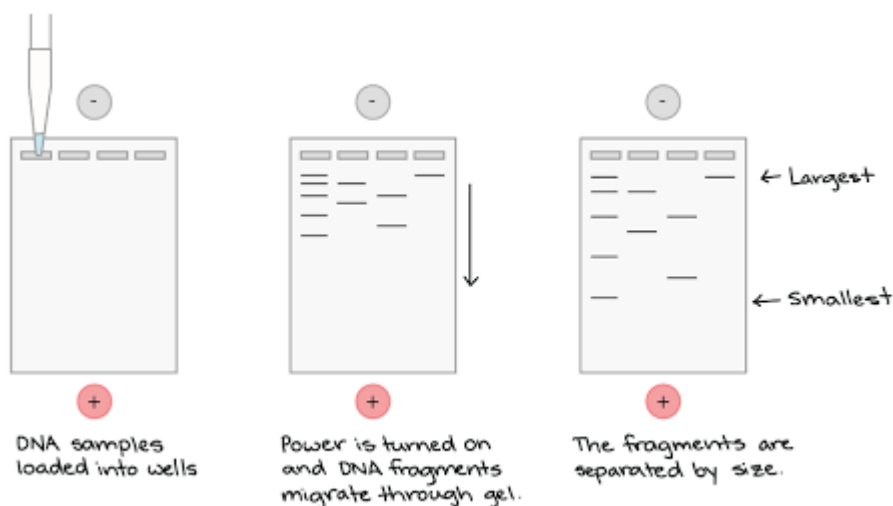 -
-
-
← Largest
← Smallest
+
+
+
DNA samples
loaded into wells
Power is turned on
and DNA fragments
migrate through gel.
The fragments are
separated by size.